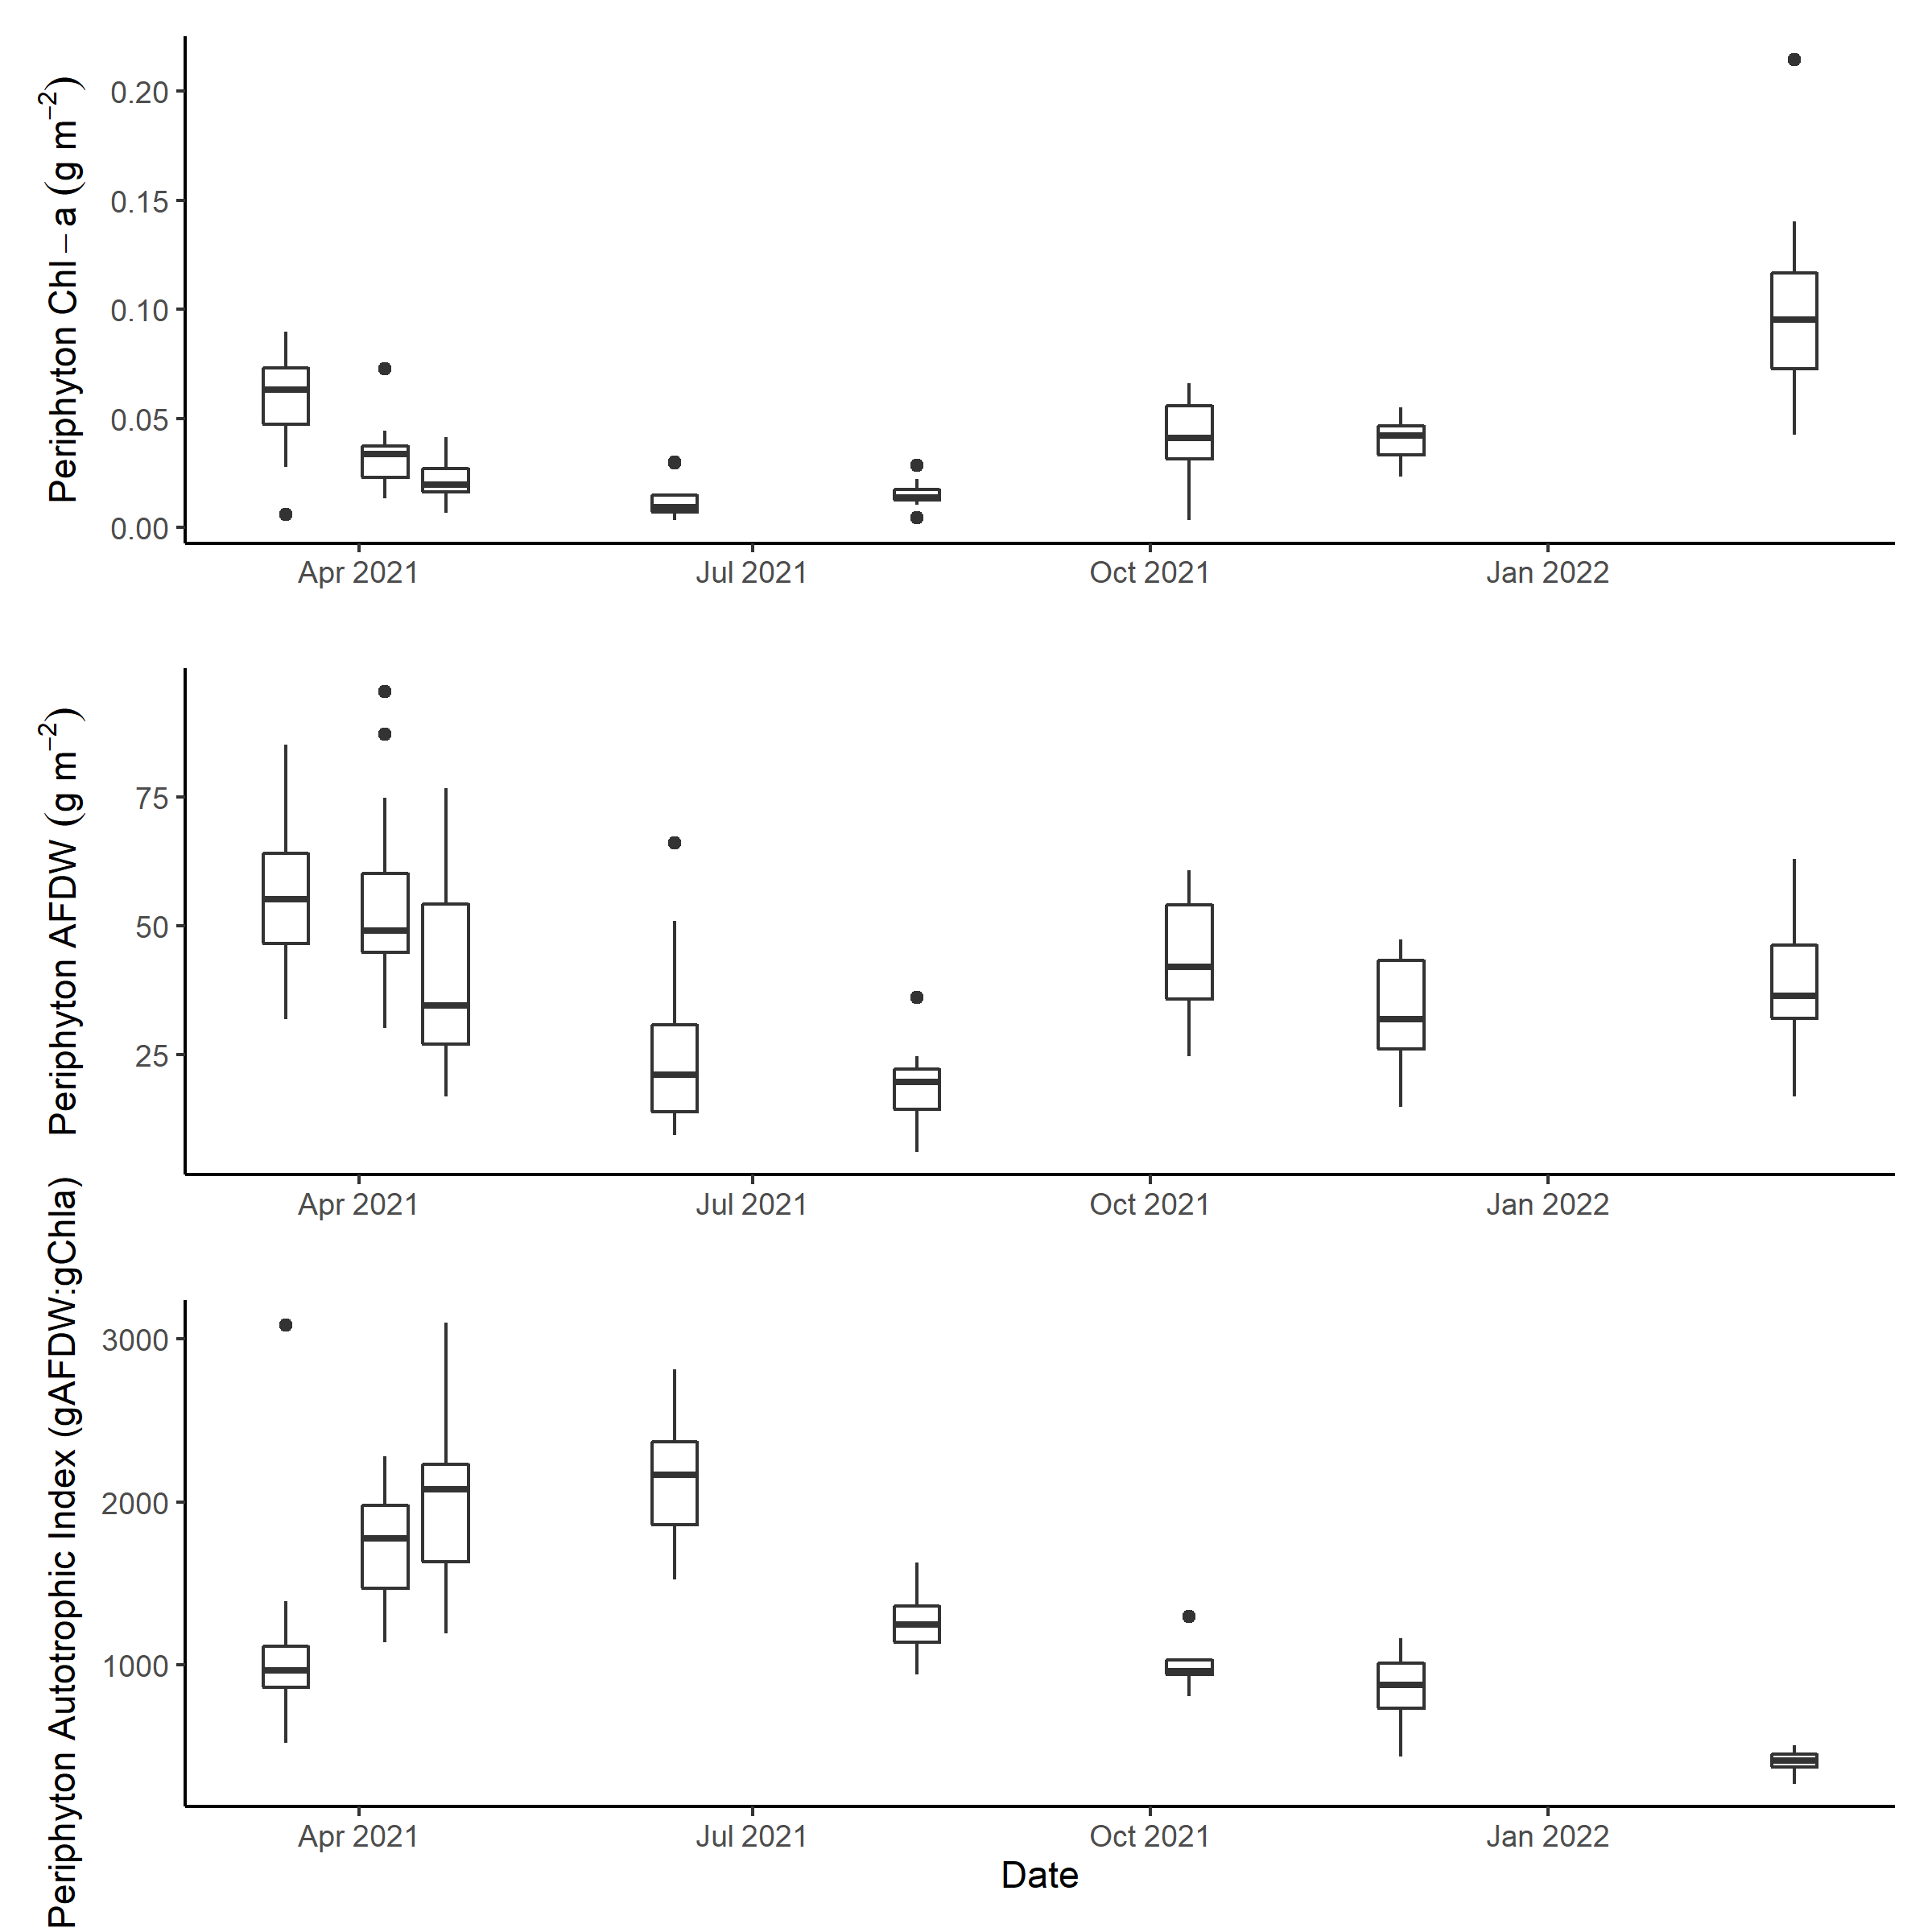 Periphyton Chl − a (g m⁻²)
0.20
0.15
0.10
0.05
0.00
Apr 2021 Jul 2021 Oct 2021 Jan 2022
Periphyton AFDW (g m⁻²)
75
50
25
Apr 2021 Jul 2021 Oct 2021 Jan 2022
Periphyton Autotrophic Index (gAFDW:gChla)
3000
2000
1000
Apr 2021 Jul 2021 Oct 2021 Jan 2022
Date